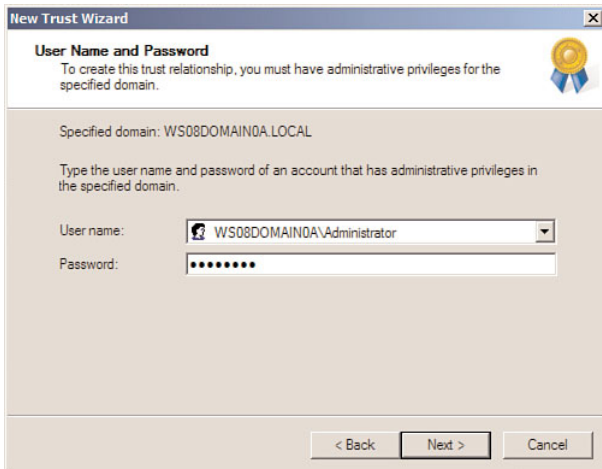 New Trust Wizard
User Name and Password
To create this trust relationship, you must have administrative privileges for the
specified domain.
Specified domain: WS08DOMAIN0A.LOCAL
Type the user name and password of an account that has administrative privileges in
the specified domain.
User name: WS08DOMAIN0A\Administrator
Password: ••••••••
< Back Next > Cancel